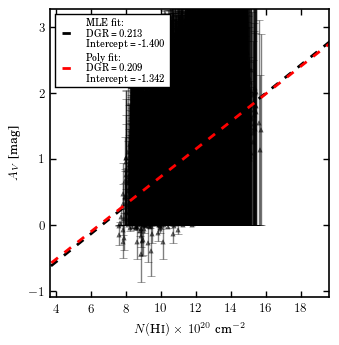 MLE fit:
DGR = 0.213
Intercept = -1.400
Poly fit:
DGR = 0.209
Intercept = -1.342
3
2
1
0
−1
A_V [mag]
4 6 8 10 12 14 16 18
N(HI) × 10^20 cm^−2